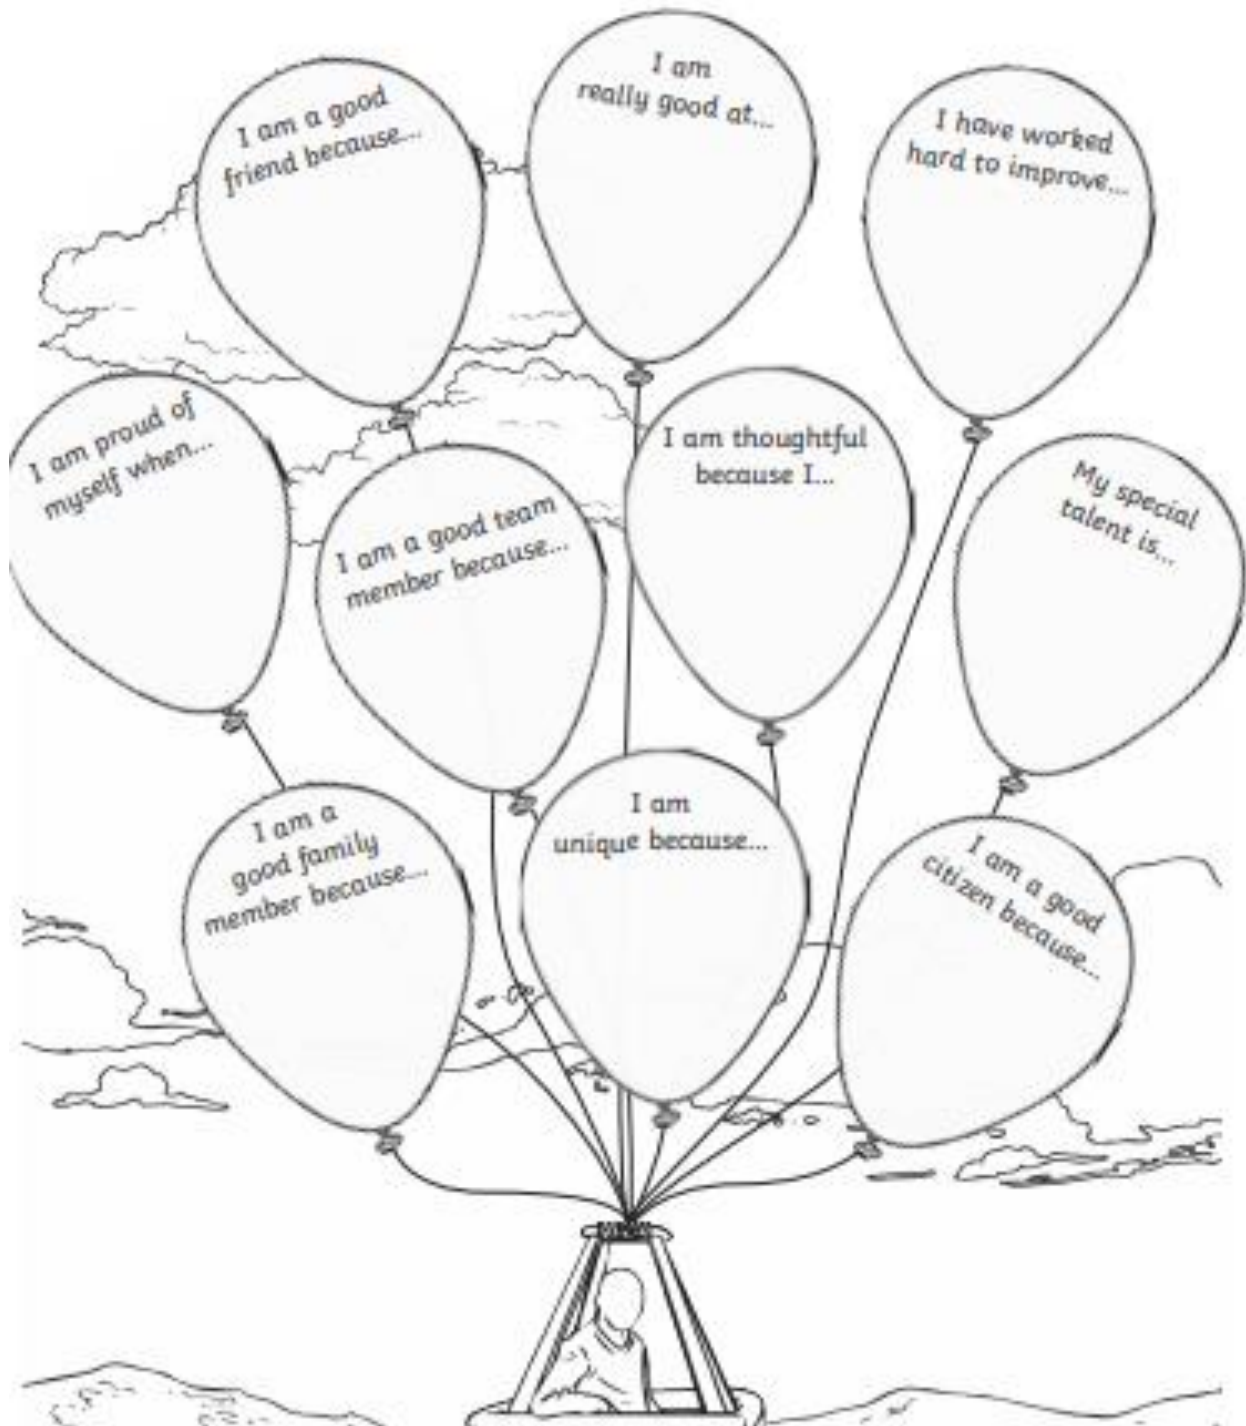 I am a good
friend because...
I am
really good at...
I have worked
hard to improve...
I am proud of
myself when...
I am a good team
member because...
I am thoughtful
because I...
My special
talent is...
I am a
good family
member because...
I am
unique because...
I am a good
citizen because...